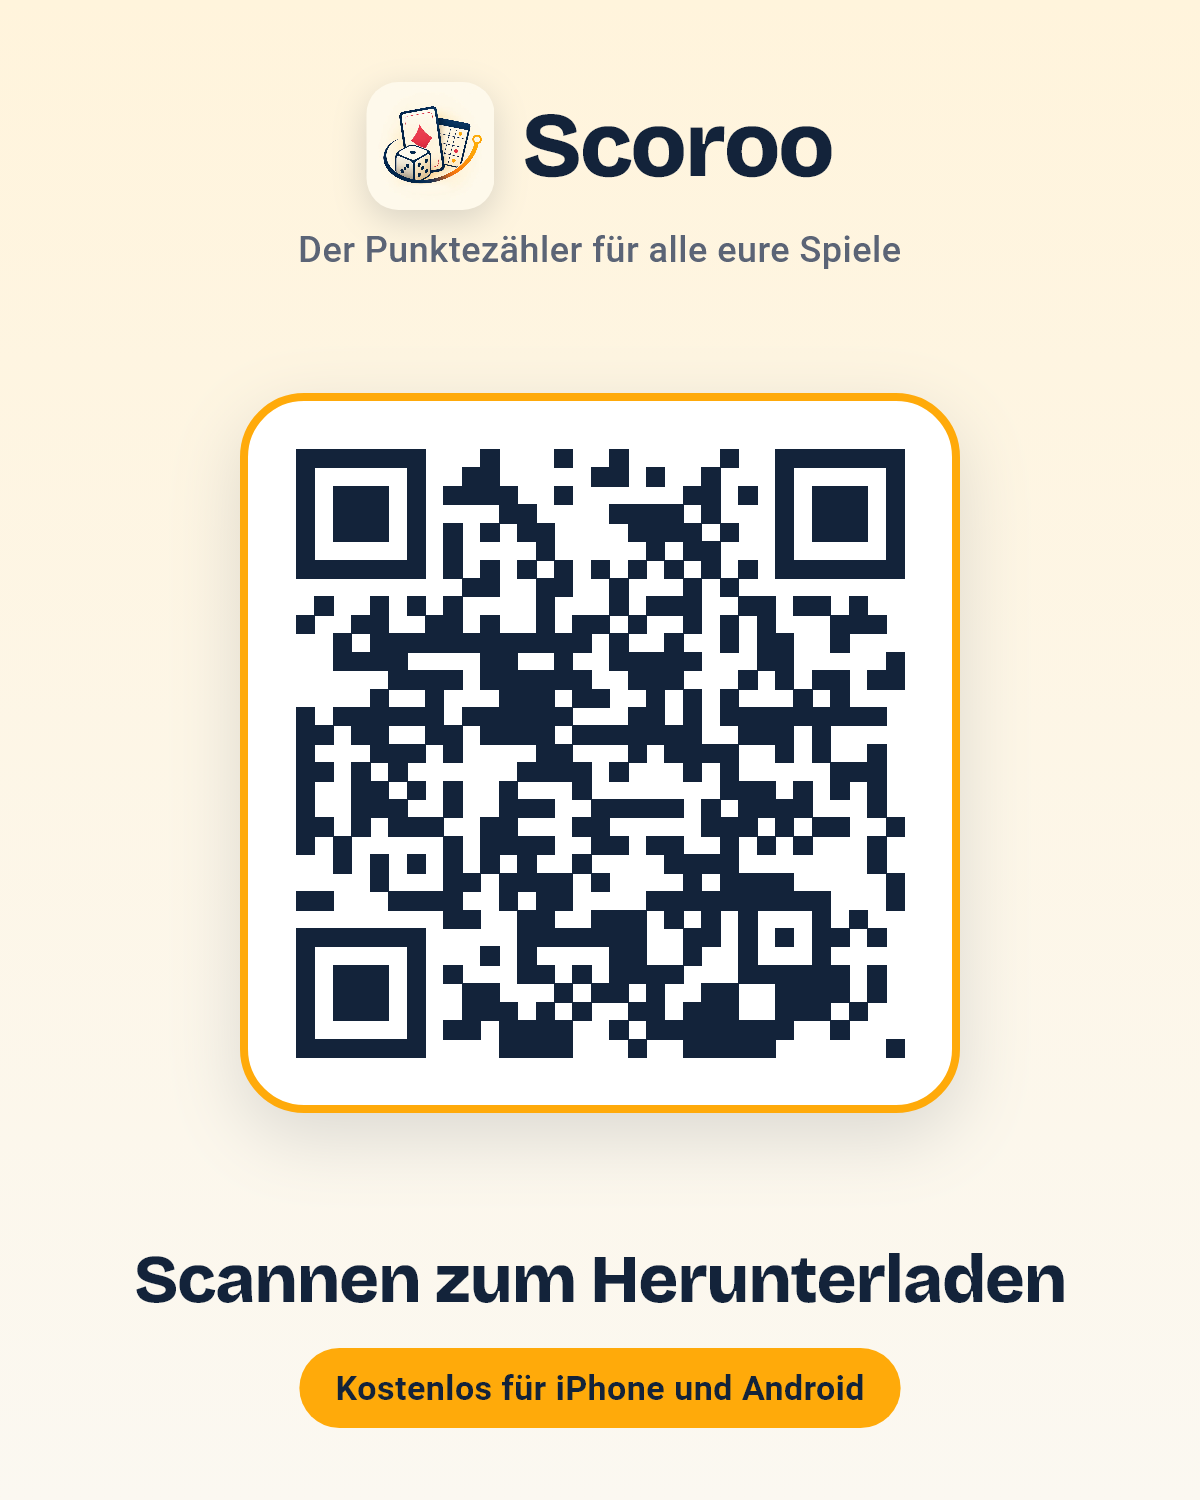 Scoroo
Der Punktezähler für alle eure Spiele
Scannen zum Herunterladen
Kostenlos für iPhone und Android